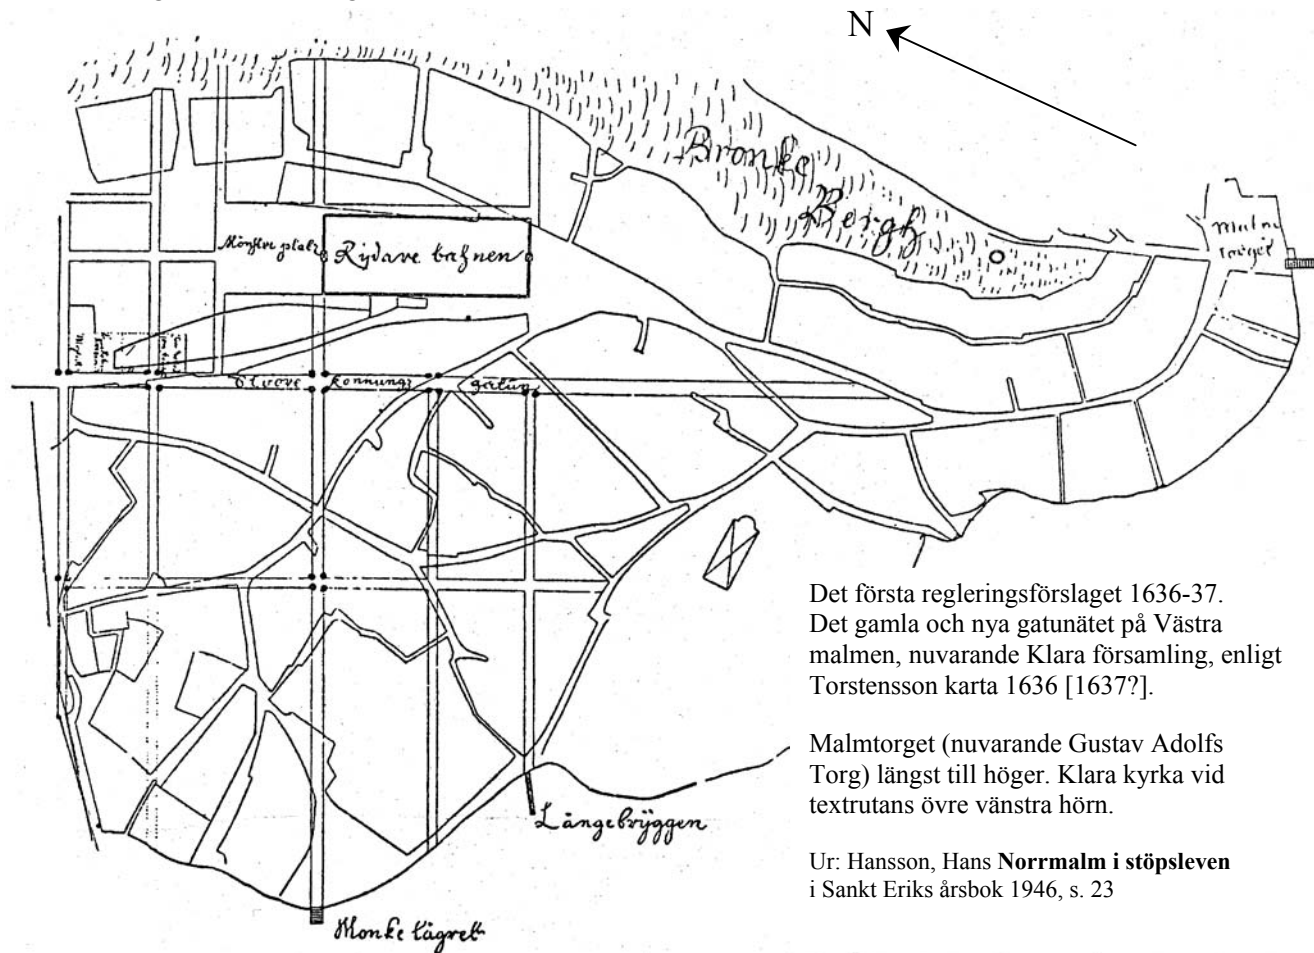 N
Bronke
Bergh
Malm
torget
Mönster platz
Rydare bahnen
Stoore Konnungz gatun
Det första regleringsförslaget 1636-37.
Det gamla och nya gatunätet på Västra
malmen, nuvarande Klara församling, enligt
Torstensson karta 1636 [1637?].
Malmtorget (nuvarande Gustav Adolfs
Torg) längst till höger. Klara kyrka vid
textrutans övre vänstra hörn.
Långebryggen
Ur: Hansson, Hans Norrmalm i stöpsleven
i Sankt Eriks årsbok 1946, s. 23
Monke lägret